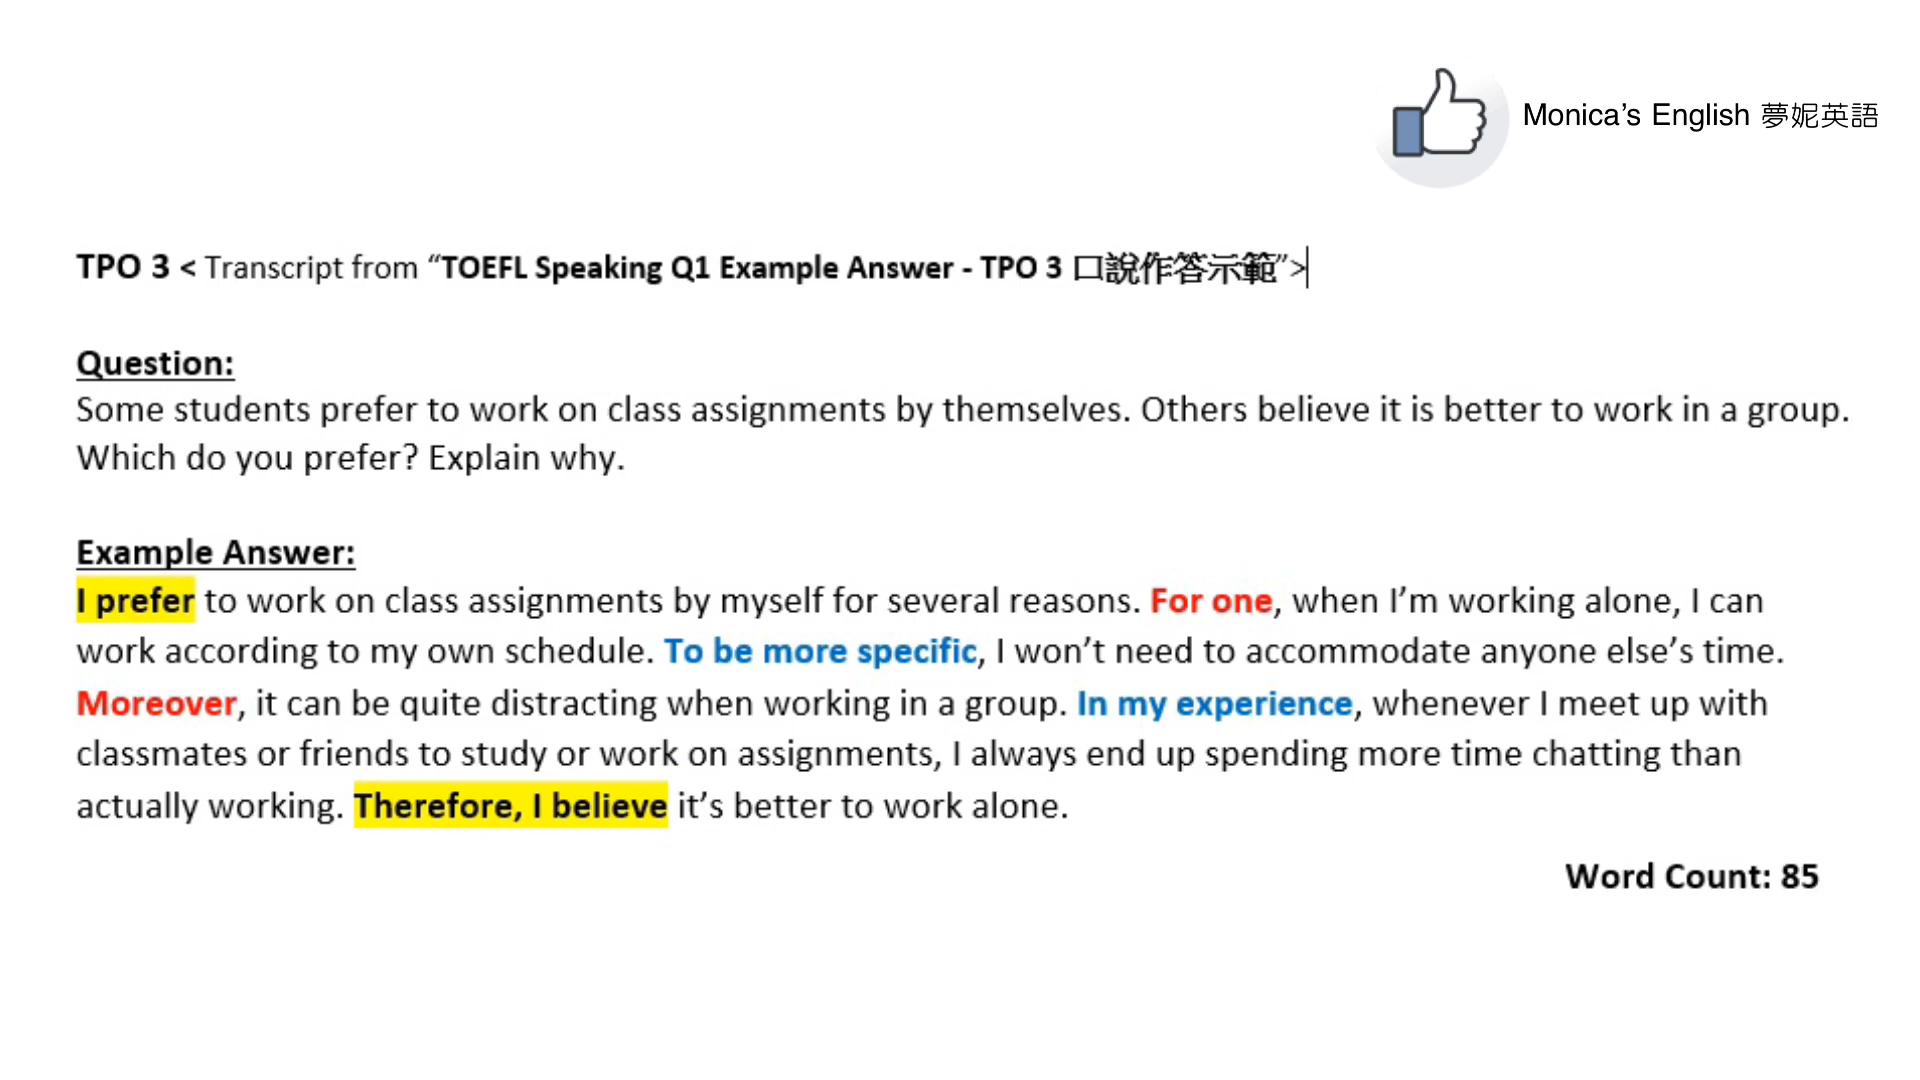 Monica's English 夢妮英語
TPO 3 < Transcript from “TOEFL Speaking Q1 Example Answer - TPO 3 口說作答示範”>
Question:
Some students prefer to work on class assignments by themselves. Others believe it is better to work in a group.
Which do you prefer? Explain why.
Example Answer:
I prefer to work on class assignments by myself for several reasons. For one, when I’m working alone, I can
work according to my own schedule. To be more specific, I won’t need to accommodate anyone else’s time.
Moreover, it can be quite distracting when working in a group. In my experience, whenever I meet up with
classmates or friends to study or work on assignments, I always end up spending more time chatting than
actually working. Therefore, I believe it’s better to work alone.
Word Count: 85